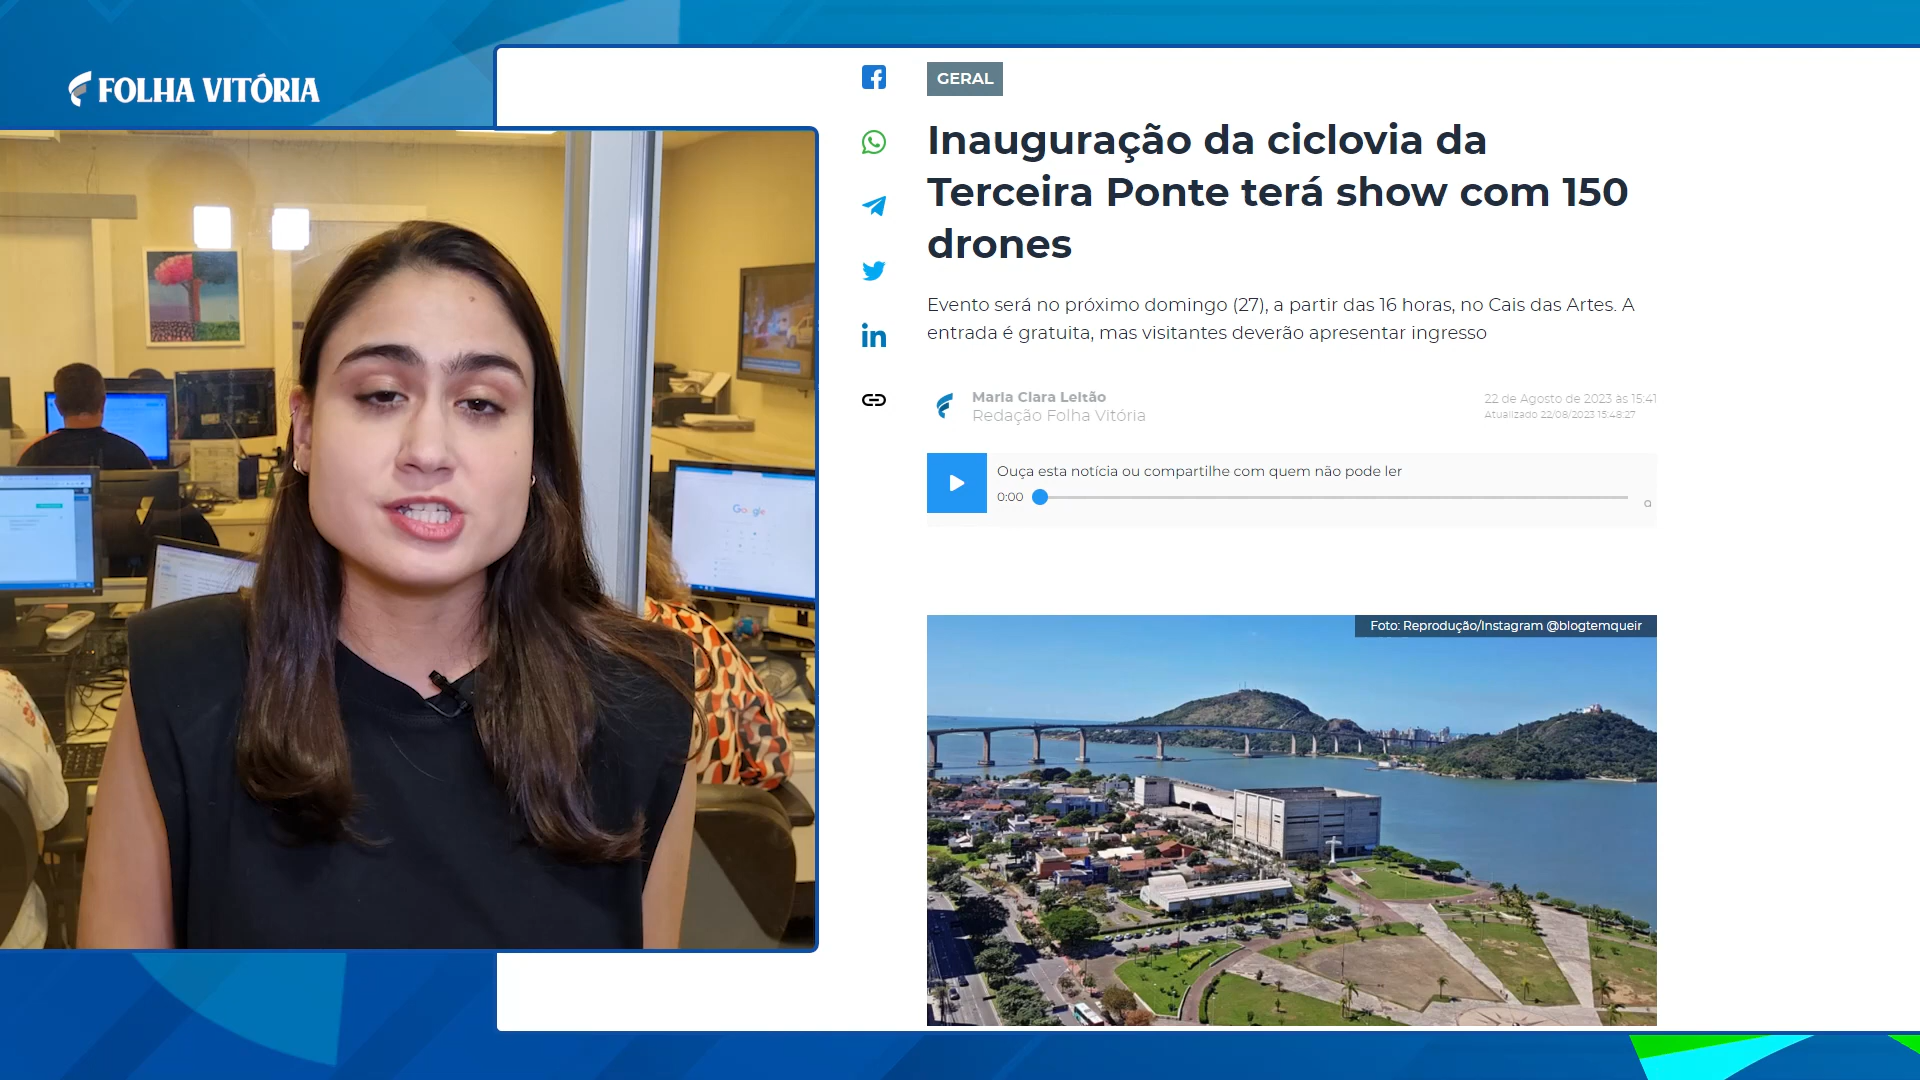 FOLHA VITÓRIA
GERAL
Inauguração da ciclovia da
Terceira Ponte terá show com 150
drones
Evento será no próximo domingo (27), a partir das 16 horas, no Cais das Artes. A
entrada é gratuita, mas visitantes deverão apresentar ingresso
Maria Clara Leitão
Redação Folha Vitória
22 de Agosto de 2023 às 15:41
Atualizado 22/08/2023 15:48:27
Ouça esta notícia ou compartilhe com quem não pode ler
0:00
Foto: Reprodução/Instagram @blogtemqueir
Google